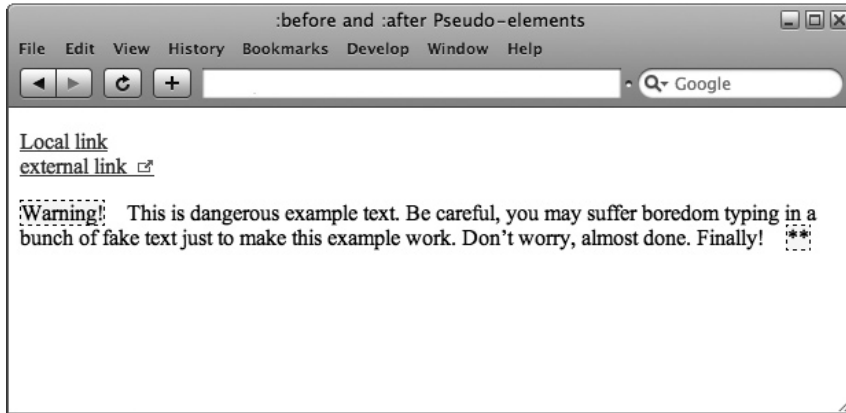 :before and :after Pseudo-elements
File Edit View History Bookmarks Develop Window Help
Google
Local link
external link
Warning! This is dangerous example text. Be careful, you may suffer boredom typing in a
bunch of fake text just to make this example work. Don't worry, almost done. Finally! **